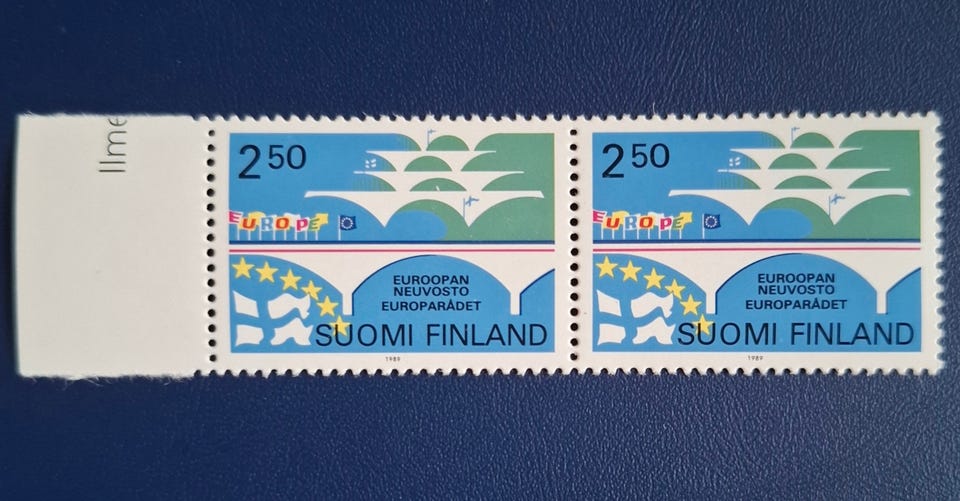 Ilme
2 50
EUROPE
EUROOPAN
NEUVOSTO
EUROPARÅDET
SUOMI FINLAND
1989
2 50
EUROPE
EUROOPAN
NEUVOSTO
EUROPARÅDET
SUOMI FINLAND
1989